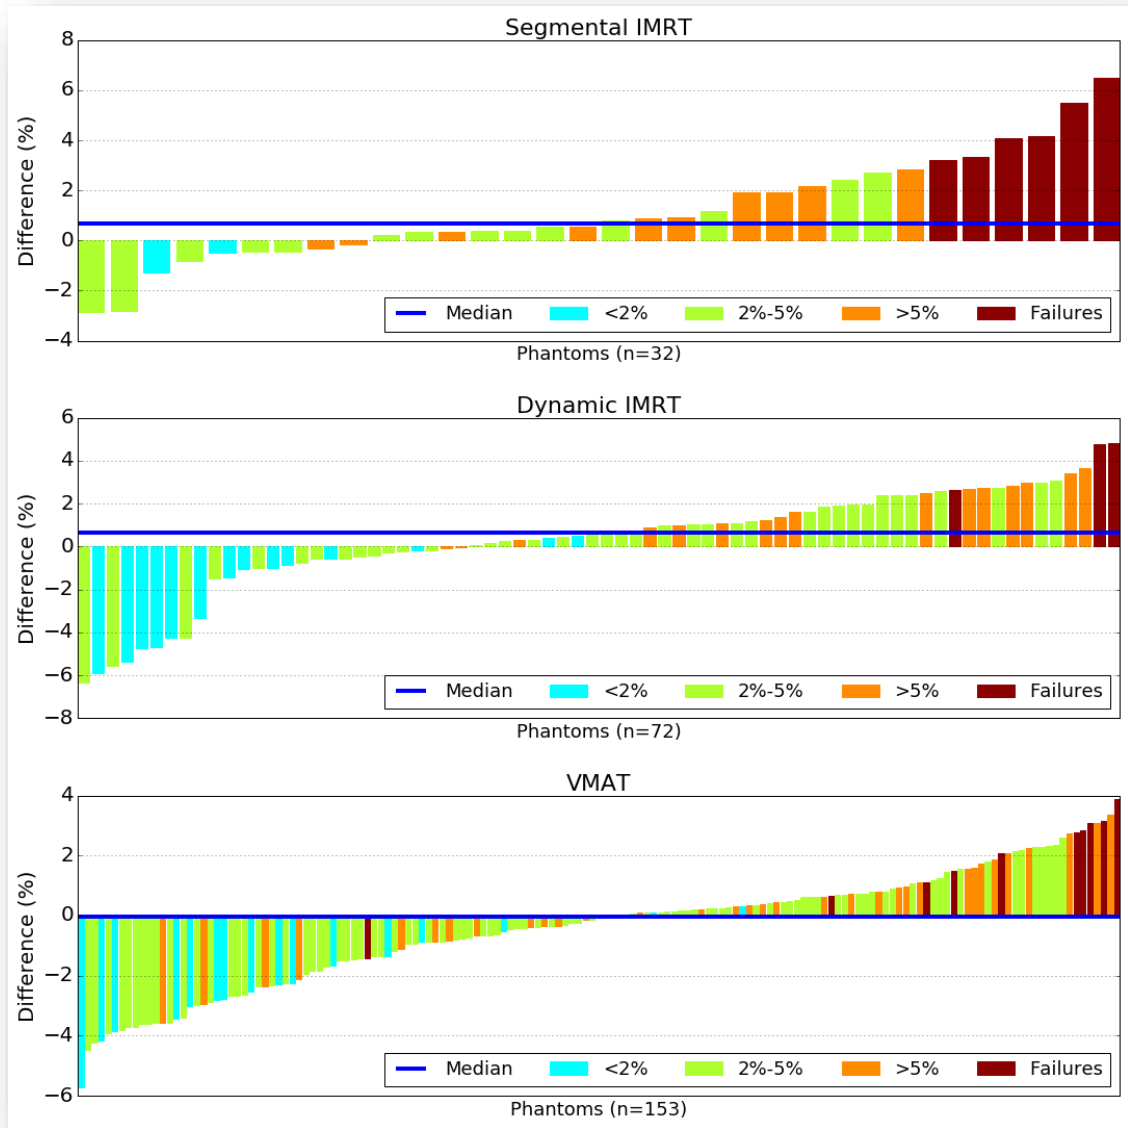 Segmental IMRT
8
6
4
2
0
−2
−4
Difference (%)
Median <2% 2%-5% >5% Failures
Phantoms (n=32)
Dynamic IMRT
6
4
2
0
−2
−4
−6
−8
Difference (%)
Median <2% 2%-5% >5% Failures
Phantoms (n=72)
VMAT
4
2
0
−2
−4
−6
Difference (%)
Median <2% 2%-5% >5% Failures
Phantoms (n=153)